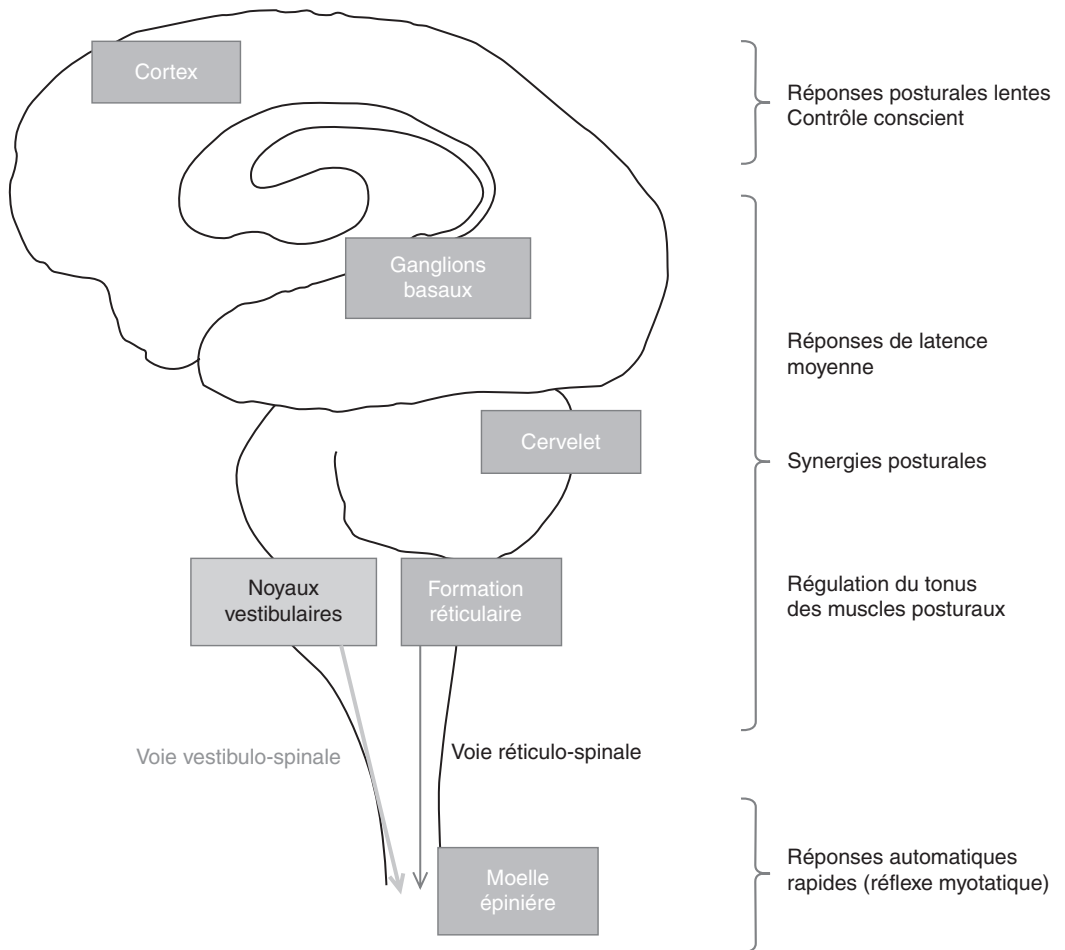 Cortex
Réponses posturales lentes
Contrôle conscient
Ganglions
basaux
Réponses de latence
moyenne
Cervelet
Synergies posturales
Noyaux
vestibulaires
Formation
réticulaire
Régulation du tonus
des muscles posturaux
Voie vestibulo-spinale
Voie réticulo-spinale
Moelle
épiniére
Réponses automatiques
rapides (réflexe myotatique)